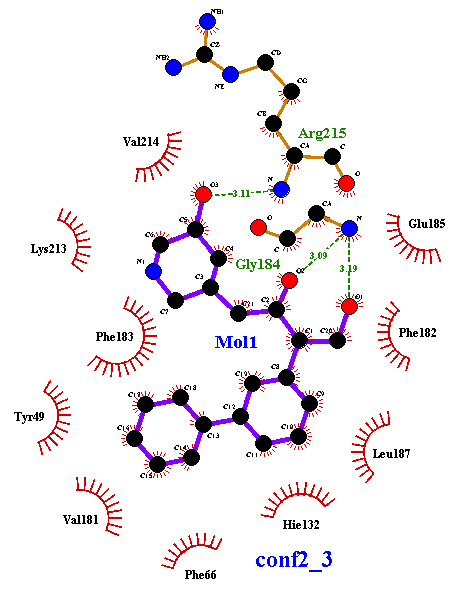 NH1
CZ
CD
NH2
NE
CG
CB
Arg215
Val214
CA
C
O3
3.11
N
O
C6
C5
CA
N
Glu185
O
C
Lys213
C4
Gly184
N1
3.09
C3
O2
3.19
C7
C21
C2
O1
Phe183
Mol1
C1
C20
Phe182
C8
C19
C17
C18
C9
Tyr49
C12
C16
C13
C10
C11
Leu187
C14
C15
Val181
Hie132
Phe66
conf2_3